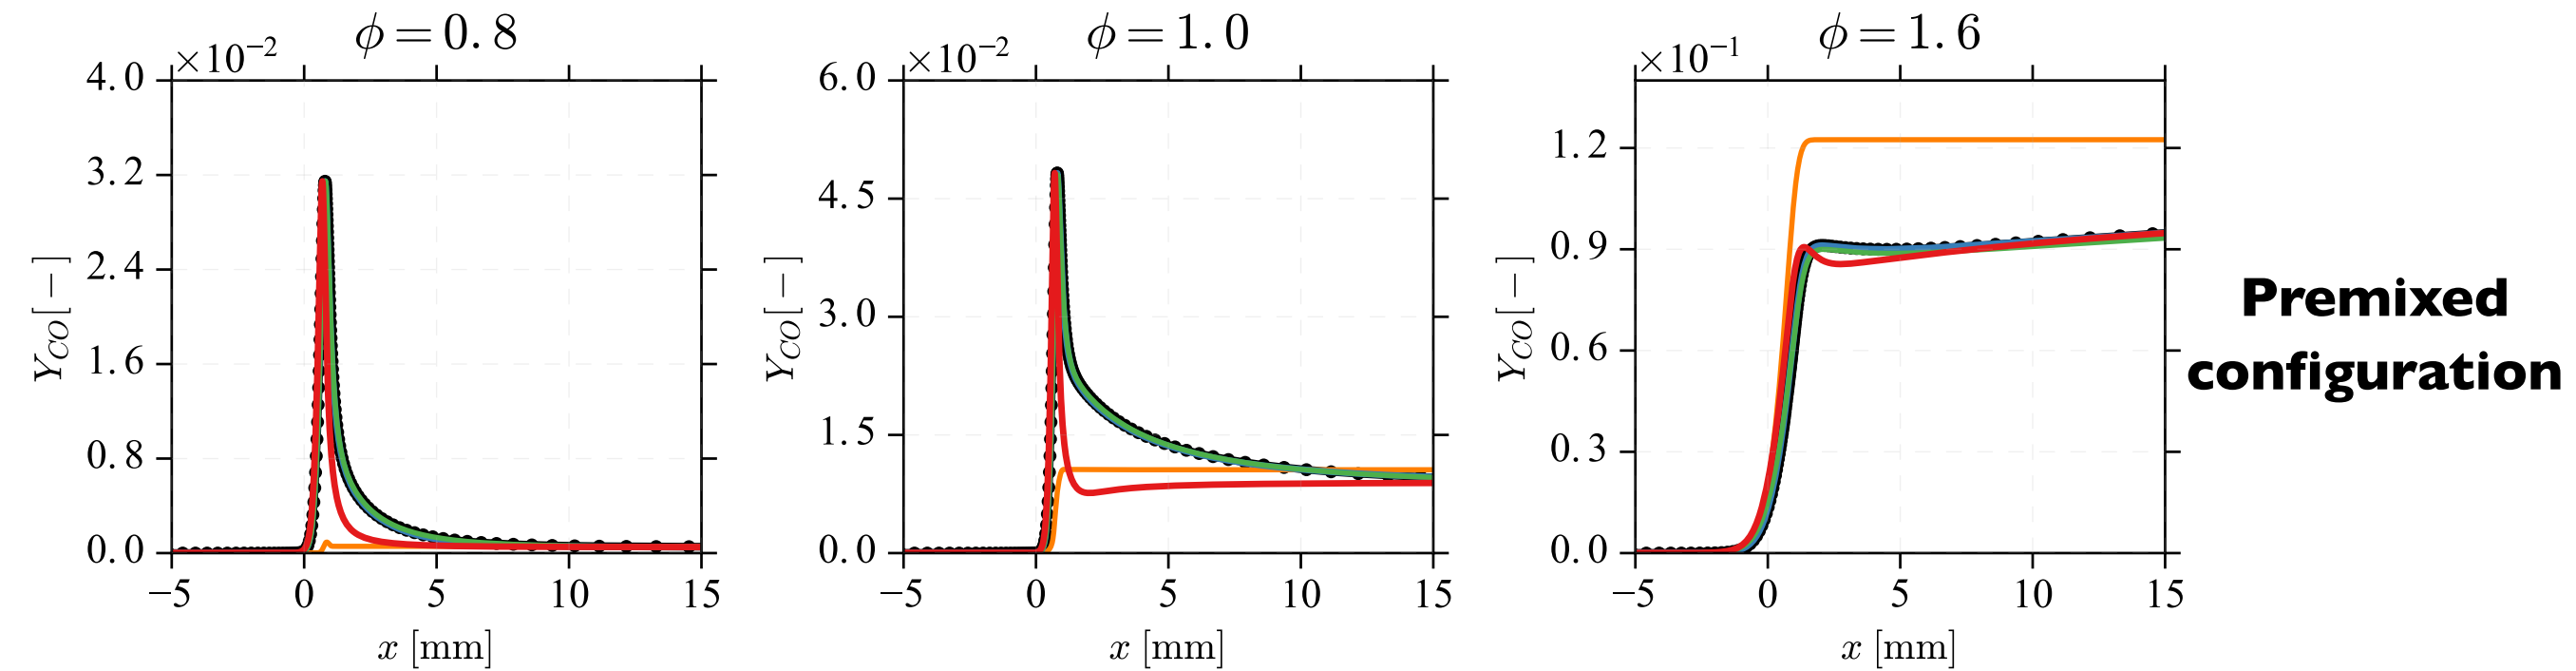 ϕ = 0.8
×10⁻²
4.0
3.2
2.4
1.6
0.8
0.0
Y_CO[−]
−5 0 5 10 15
x [mm]
ϕ = 1.0
×10⁻²
6.0
4.5
3.0
1.5
0.0
Y_CO[−]
−5 0 5 10 15
x [mm]
ϕ = 1.6
×10⁻¹
1.2
0.9
0.6
0.3
0.0
Y_CO[−]
−5 0 5 10 15
x [mm]
Premixed
configuration